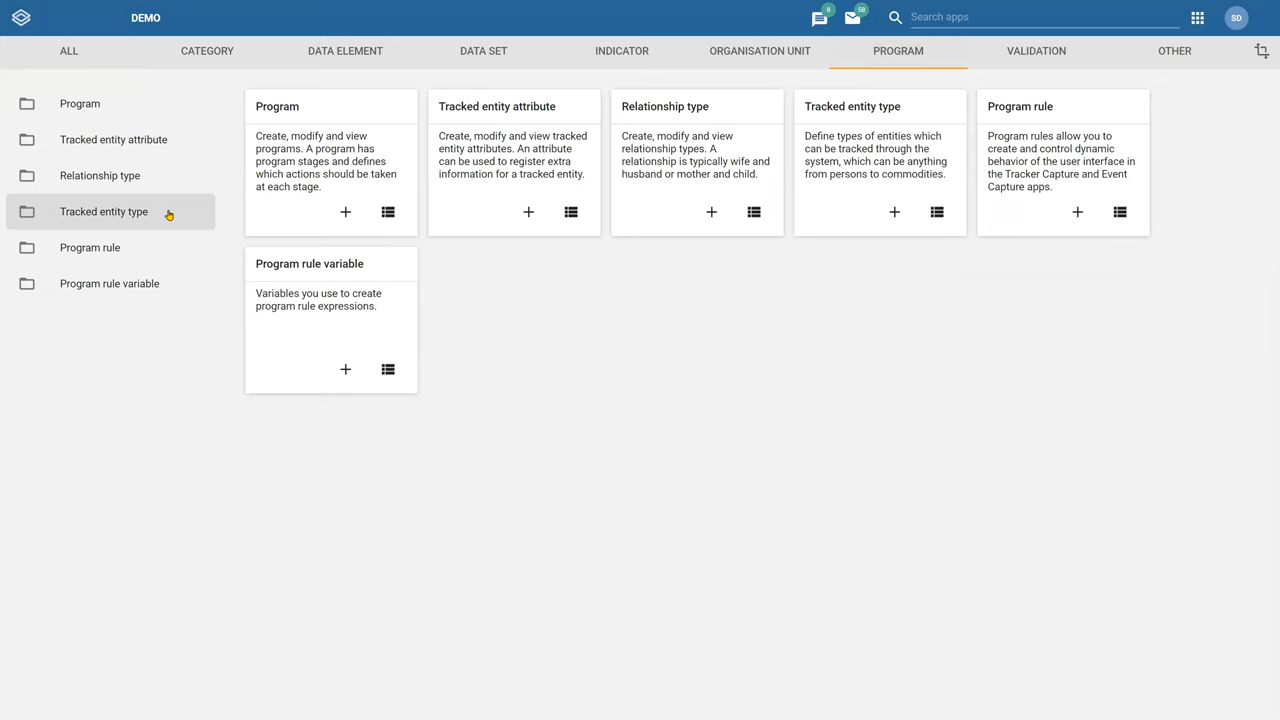 DEMO
8
58
Search apps
SD
ALL
CATEGORY
DATA ELEMENT
DATA SET
INDICATOR
ORGANISATION UNIT
PROGRAM
VALIDATION
OTHER
Program
Tracked entity attribute
Relationship type
Tracked entity type
Program rule
Program rule variable
Program
Create, modify and view
programs. A program has
program stages and defines
which actions should be taken
at each stage.
Tracked entity attribute
Create, modify and view tracked
entity attributes. An attribute
can be used to register extra
information for a tracked entity.
Relationship type
Create, modify and view
relationship types. A
relationship is typically wife and
husband or mother and child.
Tracked entity type
Define types of entities which
can be tracked through the
system, which can be anything
from persons to commodities.
Program rule
Program rules allow you to
create and control dynamic
behavior of the user interface in
the Tracker Capture and Event
Capture apps.
Program rule variable
Variables you use to create
program rule expressions.